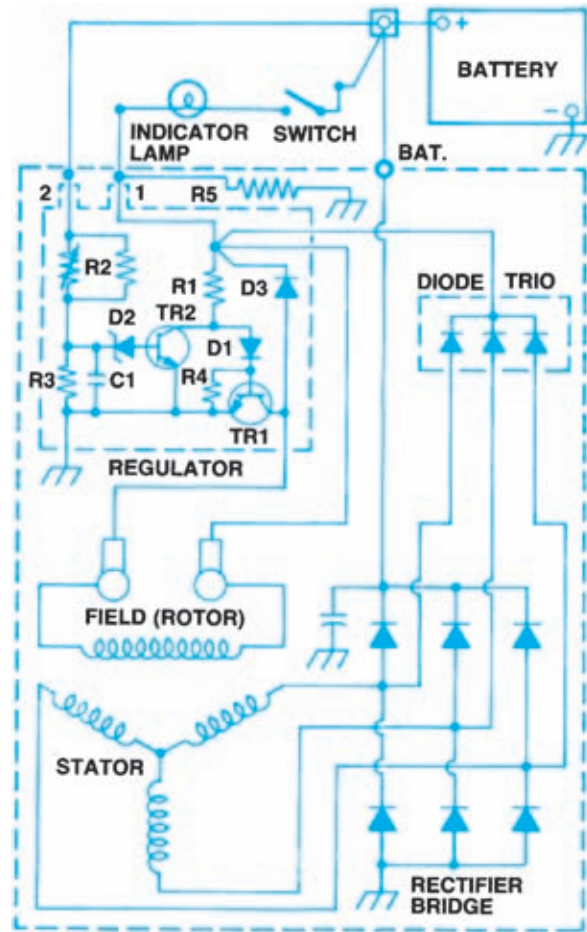 +
BATTERY
-
INDICATOR
LAMP
SWITCH
BAT.
2
1
R5
R2
R1
D3
DIODE TRIO
D2
TR2
D1
R3
C1
R4
TR1
REGULATOR
FIELD (ROTOR)
STATOR
RECTIFIER
BRIDGE